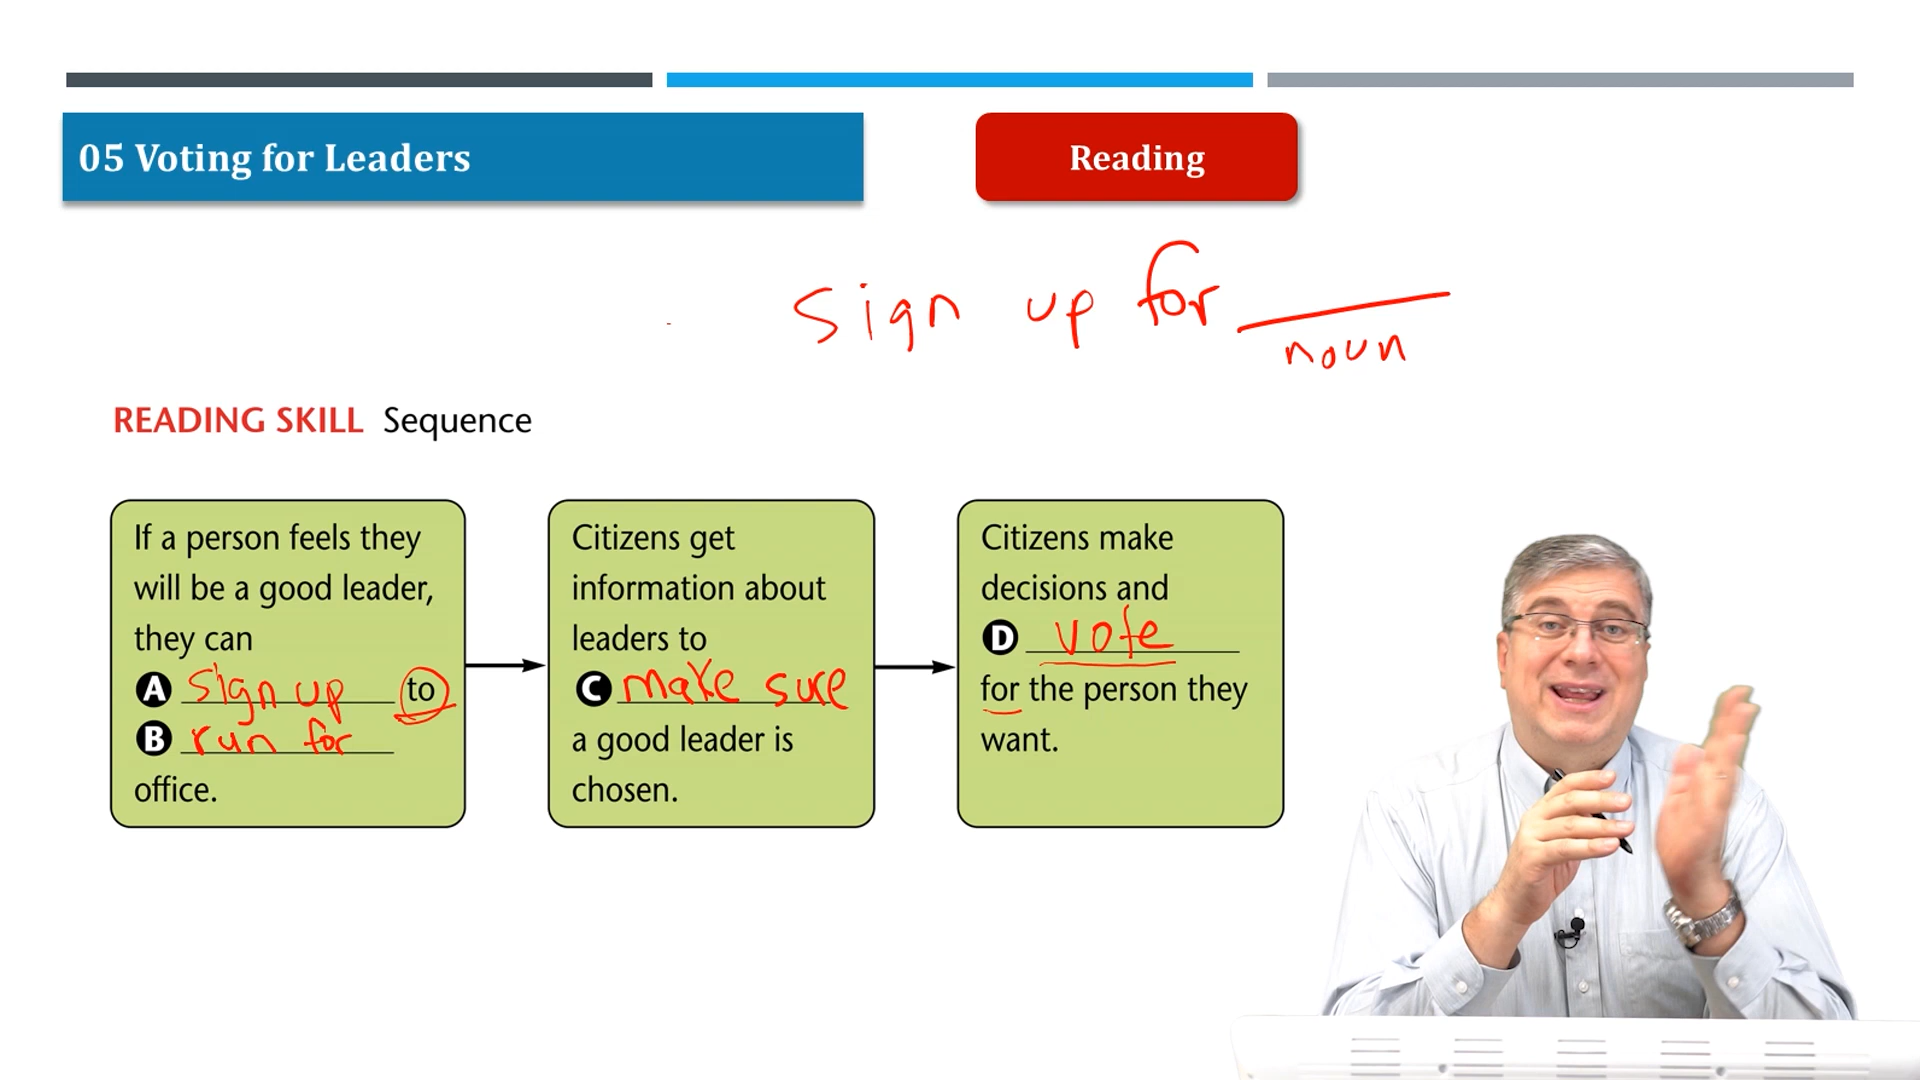 05 Voting for Leaders
Reading
sign up for
noun
READING SKILL Sequence
If a person feels they
will be a good leader,
they can
A sign up to
B run for
office.
Citizens get
information about
leaders to
C make sure
a good leader is
chosen.
Citizens make
decisions and
D vote
for the person they
want.